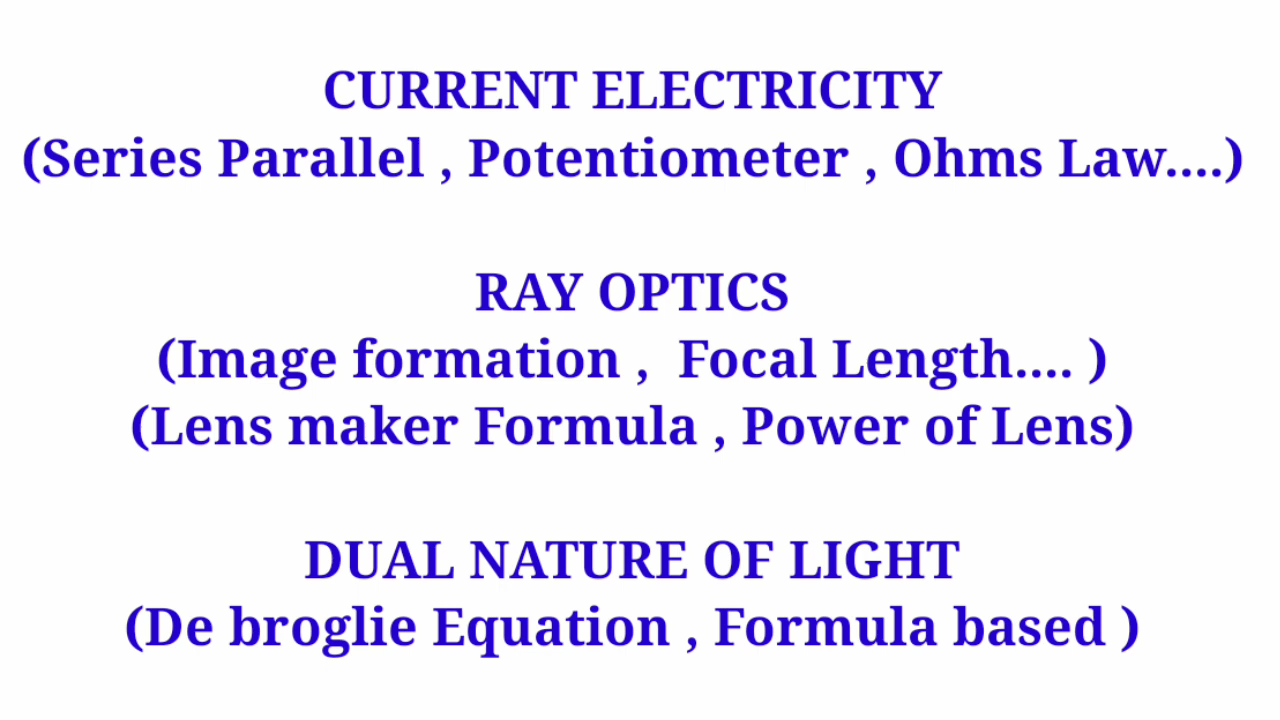 CURRENT ELECTRICITY
(Series Parallel , Potentiometer , Ohms Law....)
RAY OPTICS
(Image formation ,  Focal Length.... )
(Lens maker Formula , Power of Lens)
DUAL NATURE OF LIGHT
(De broglie Equation , Formula based )